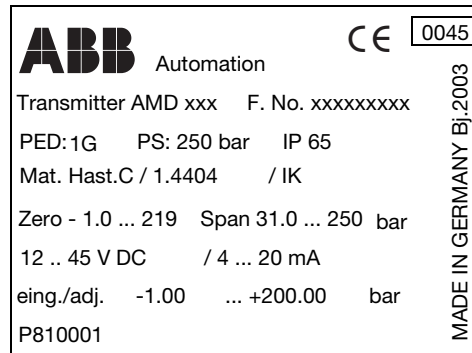 ABB Automation CE 0045
Transmitter AMD xxx F. No. xxxxxxxxx
PED:1G PS: 250 bar IP 65
Mat. Hast.C / 1.4404 / IK
Zero - 1.0 ... 219 Span 31.0 ... 250 bar
12 .. 45 V DC / 4 ... 20 mA
eing./adj. -1.00 ... +200.00 bar
P810001
MADE IN GERMANY Bj.2003